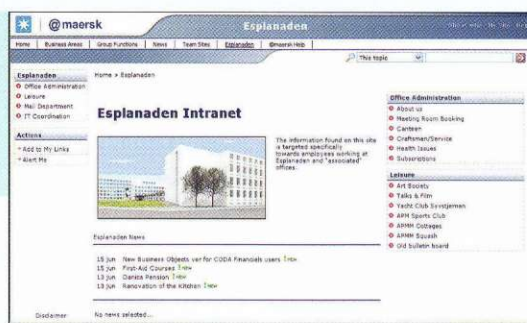 @maersk
Esplanaden
Home Business Areas Group Functions News Team Sites Esplanaden @maersk Help
This topic
Esplanaden
Office Administration
Leisure
Mail Department
IT Coordination
Actions
Add to My Links
Alert Me
Home > Esplanaden
Esplanaden Intranet
The information found on this site
is targeted specifically
towards employees working at
Esplanaden and "associated"
offices.
Esplanaden News
15 jun New Business Objects ver for CODA Financials users ! NEW
15 jun First-Aid Courses ! NEW
13 jun Danica Pension ! NEW
13 jun Renovation of the Kitchen ! NEW
No news selected...
Disclaimer
Office Administration
About us
Meeting Room Booking
Canteen
Craftsmen/Service
Health Issues
Subscriptions
Leisure
Art Society
Talks & Film
Yacht Club
APM Sports Club
APMM Cottages
APMM Squash
Old bulletin board